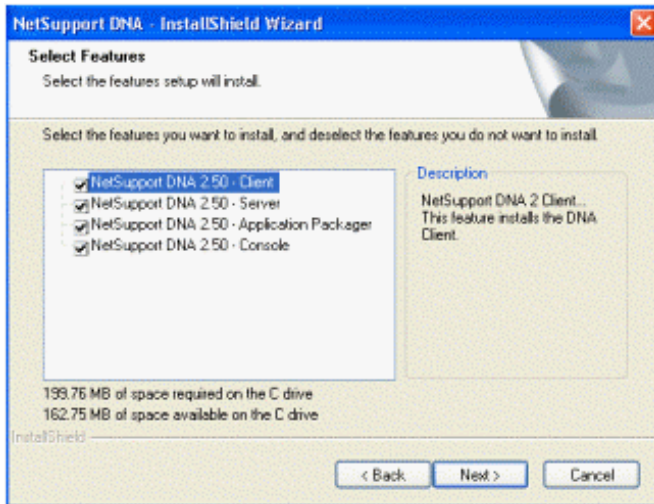 NetSupport DNA - InstallShield Wizard
Select Features
Select the features setup will install.
Select the features you want to install, and deselect the features you do not want to install.
NetSupport DNA 2.50 - Client
NetSupport DNA 2.50 - Server
NetSupport DNA 2.50 - Application Packager
NetSupport DNA 2.50 - Console
Description
NetSupport DNA 2 Client...
This feature installs the DNA
Client.
199.76 MB of space required on the C drive
162.75 MB of space available on the C drive
InstallShield
< Back
Next >
Cancel